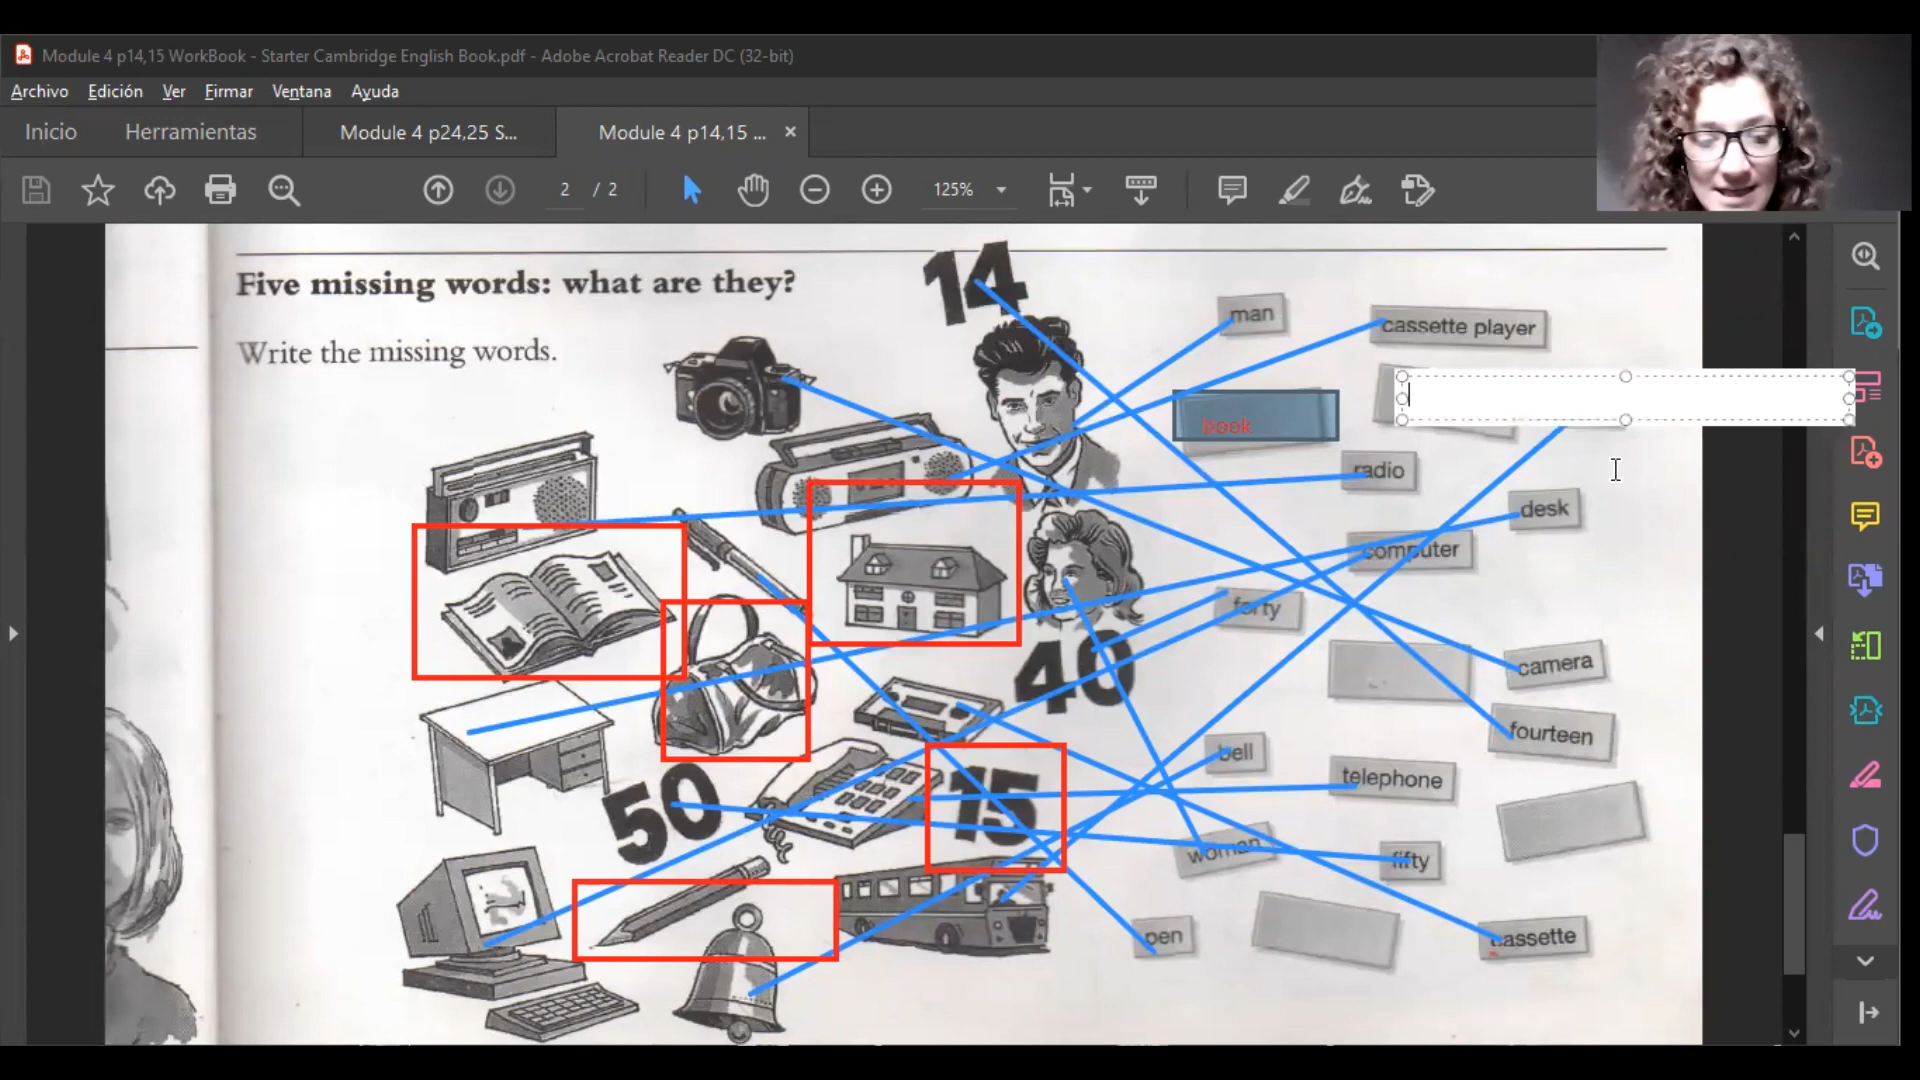 Module 4 p14,15 WorkBook - Starter Cambridge English Book.pdf - Adobe Acrobat Reader DC (32-bit)
Archivo Edición Ver Firmar Ventana Ayuda
Inicio Herramientas Module 4 p24,25 S... Module 4 p14,15 ...
2 / 2 125%
Five missing words: what are they?
Write the missing words.
14
man
cassette player
book
radio
desk
computer
forty
40
camera
fourteen
bell
telephone
50
15
woman
fifty
pen
cassette